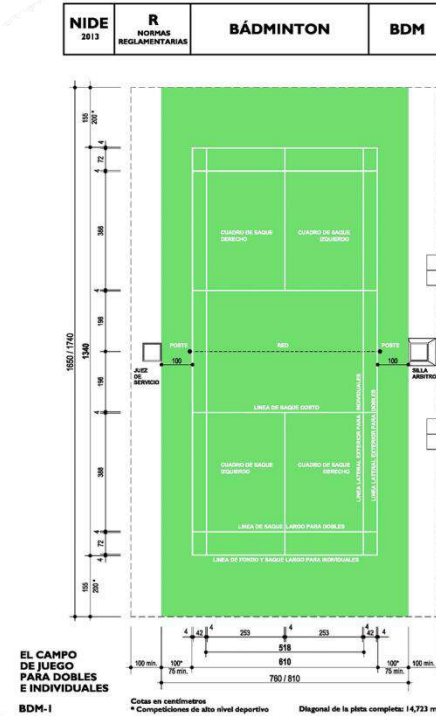 NIDE
2013
R
NORMAS
REGLAMENTARIAS
BÁDMINTON
BDM
155
200*
4
72
4
388
4
198
1340
1650 / 1740
198
4
388
4
72
4
155
200*
CUADRO DE SAQUE
DERECHO
CUADRO DE SAQUE
IZQUIERDO
POSTE
RED
POSTE
100
100
JUEZ
DE
SERVICIO
SILLA
ARBITRO
LINEA DE SAQUE CORTO
LINEA LATERAL EXTERIOR PARA INDIVIDUALES
LINEA LATERAL EXTERIOR PARA DOBLES
CUADRO DE SAQUE
IZQUIERDO
CUADRO DE SAQUE
DERECHO
LINEA DE SAQUE LARGO PARA DOBLES
LINEA DE FONDO Y SAQUE LARGO PARA INDIVIDUALES
4 42 253 4 253 4 42 4
518
100 min. 100* 610 100* 100 min.
75 min. 75 min.
760 / 810
EL CAMPO
DE JUEGO
PARA DOBLES
E INDIVIDUALES
BDM-1
Cotas en centímetros
* Competiciones de alto nivel deportivo
Diagonal de la pista completa: 14,723 m